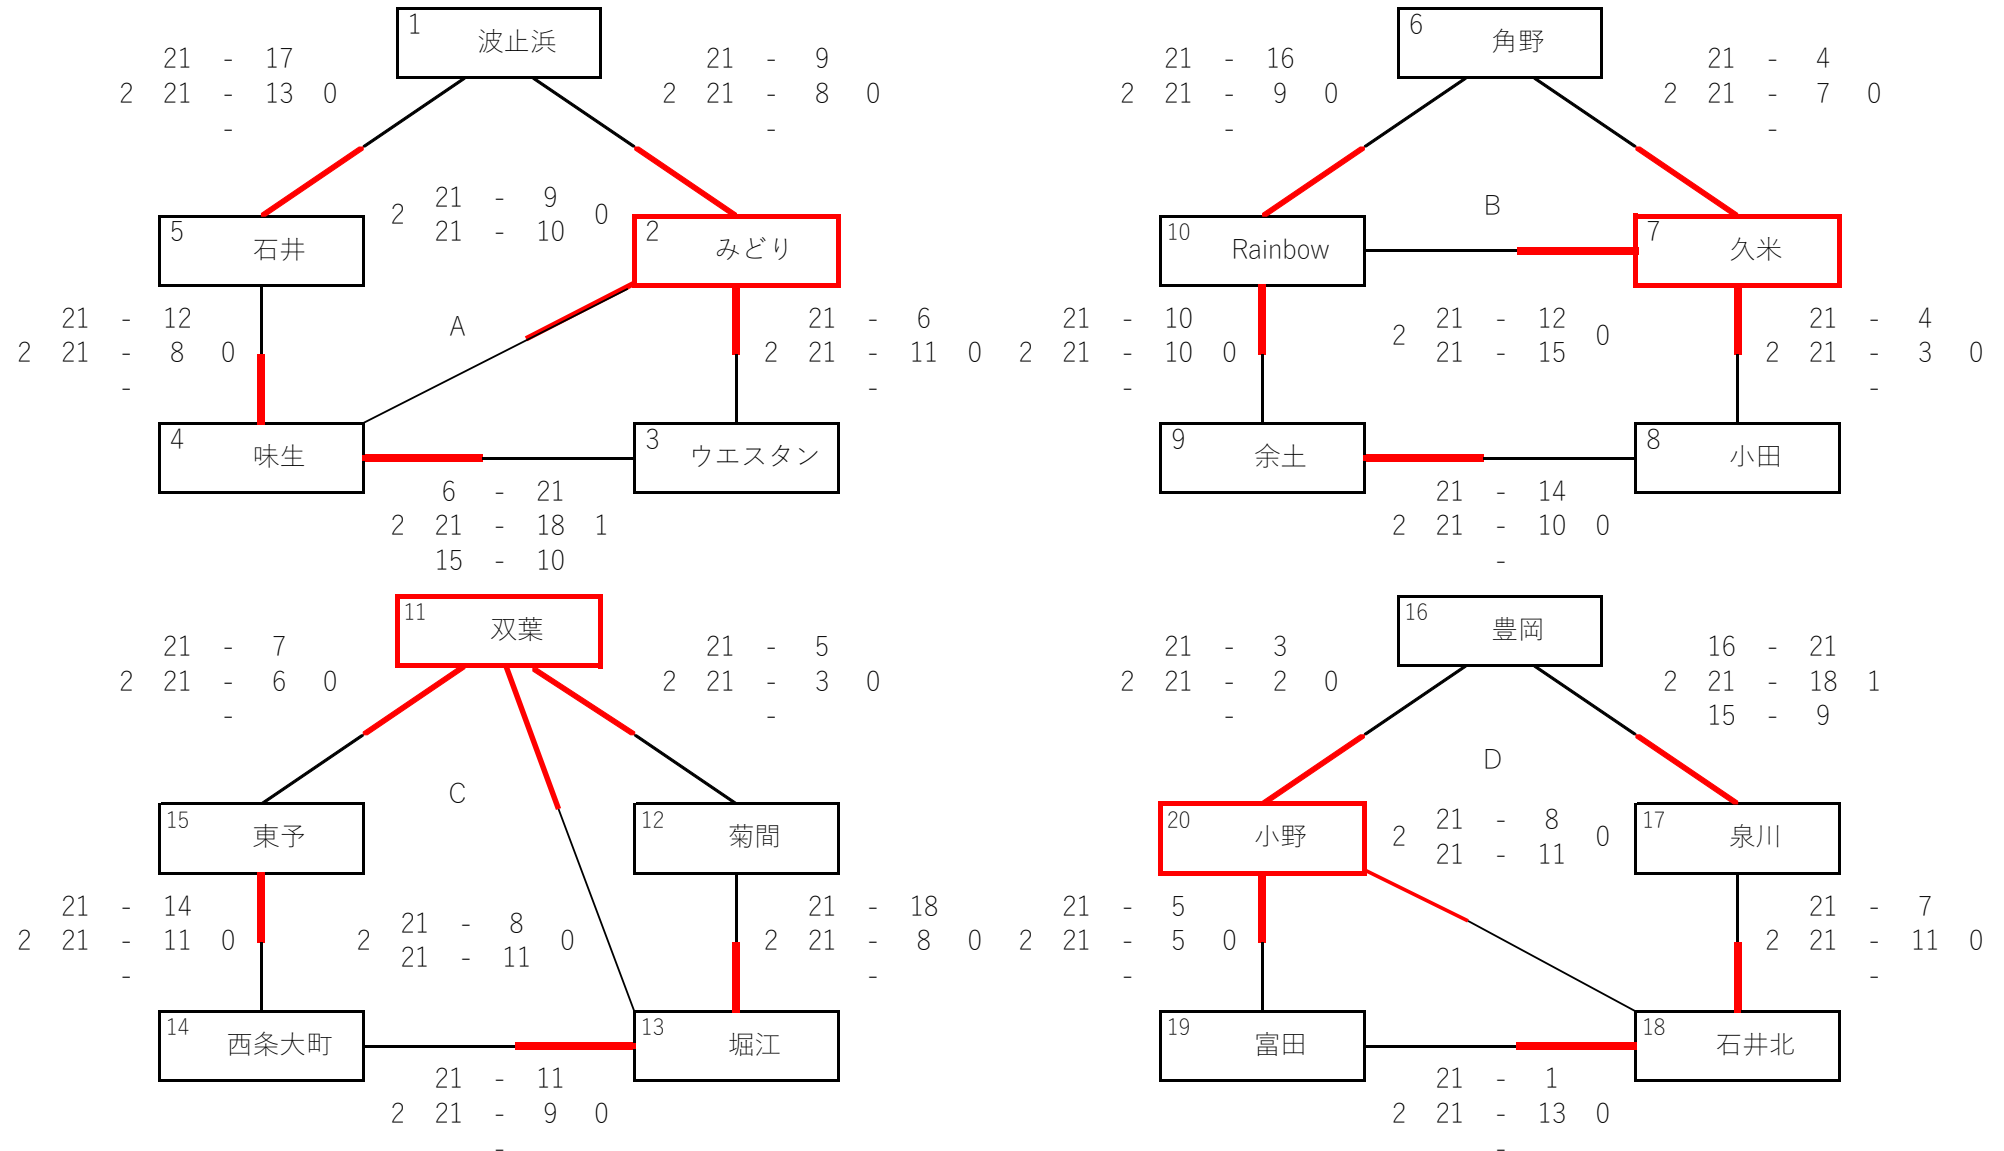 1 波止浜
21 - 17
2 21 - 13 0
-
21 - 9
2 21 - 8 0
-
5 石井
2 21 - 9 0
21 - 10
2 みどり
21 - 12
2 21 - 8 0
-
A
21 - 6
2 21 - 11 0
-
4 味生
3 ウエスタン
6 - 21
2 21 - 18 1
15 - 10
6 角野
21 - 16
2 21 - 9 0
-
21 - 4
2 21 - 7 0
-
B
10 Rainbow
7 久米
21 - 10
2 21 - 10 0
-
2 21 - 12 0
21 - 15
21 - 4
2 21 - 3 0
-
9 余土
8 小田
21 - 14
2 21 - 10 0
-
11 双葉
21 - 7
2 21 - 6 0
-
21 - 5
2 21 - 3 0
-
C
15 東予
12 菊間
21 - 14
2 21 - 11 0
-
2 21 - 8 0
21 - 11
21 - 18
2 21 - 8 0
-
14 西条大町
13 堀江
21 - 11
2 21 - 9 0
-
16 豊岡
21 - 3
2 21 - 2 0
-
16 - 21
2 21 - 18 1
15 - 9
D
20 小野
2 21 - 8 0
21 - 11
17 泉川
21 - 5
2 21 - 5 0
-
21 - 7
2 21 - 11 0
-
19 富田
18 石井北
21 - 1
2 21 - 13 0
-